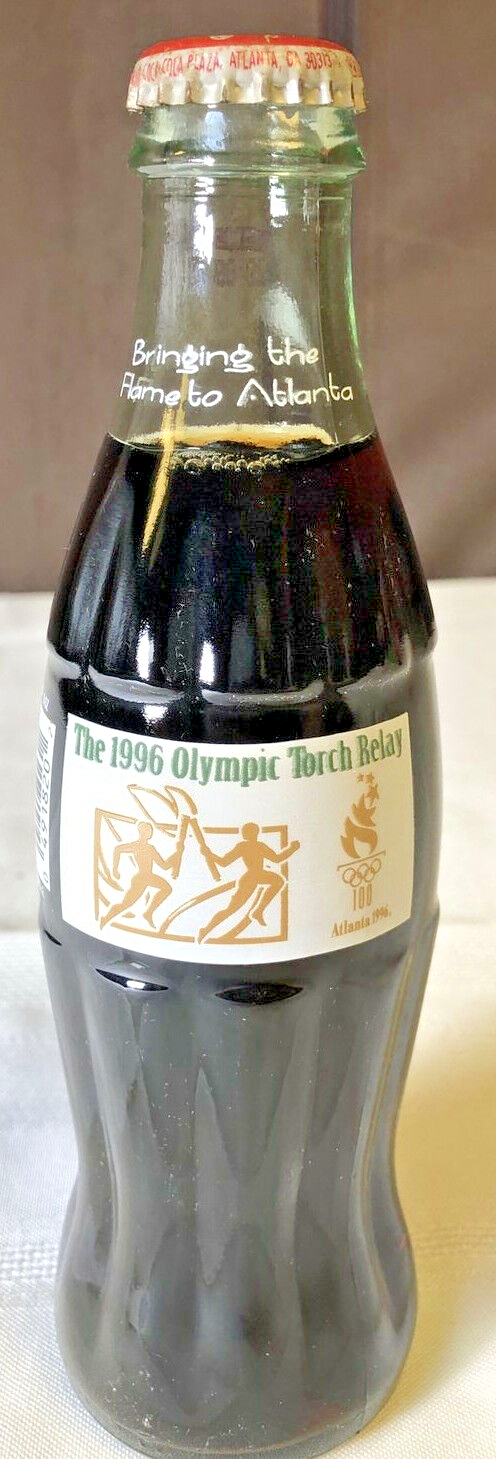 COCA-COLA PLAZA, ATLANTA, GA 30313
Bringing the
Flame to Atlanta
The 1996 Olympic Torch Relay
100
Atlanta 1996